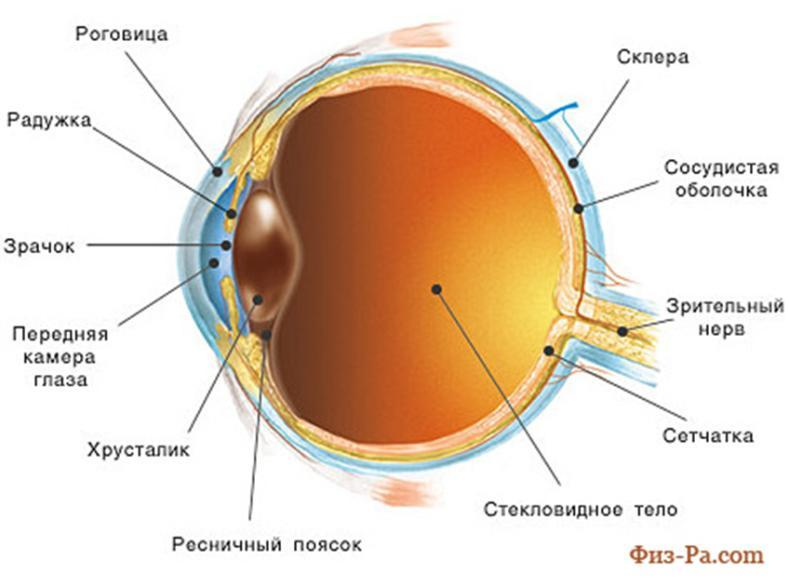 Роговица
Радужка
Зрачок
Передняя
камера
глаза
Хрусталик
Ресничный поясок
Склера
Сосудистая
оболочка
Зрительный
нерв
Сетчатка
Стекловидное тело
Физ-Ра.com